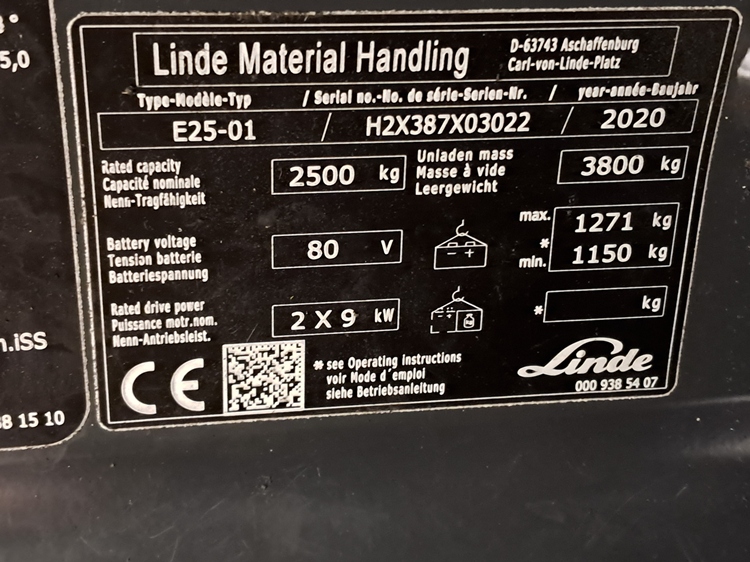 8°
5,0
n.iSS
38 15 10
Linde Material Handling
D-63743 Aschaffenburg
Carl-von-Linde-Platz
Type-Modèle-Typ / Serial no.-No. de série-Serien-Nr. / year-année-Baujahr
E25-01 / H2X387X03022 / 2020
Rated capacity
Capacité nominale
Nenn-Tragfähigkeit
2500 kg
Unladen mass
Masse à vide
Leergewicht
3800 kg
Battery voltage
Tension batterie
Batteriespannung
80 V
- +
max. 1271 kg
*
min. 1150 kg
Rated drive power
Puissance motr.nom.
Nenn-Antriebsleist.
2 X 9 kW
* kg
CE
* see Operating instructions
voir Mode d'emploi
siehe Betriebsanleitung
Linde
000 938 54 07